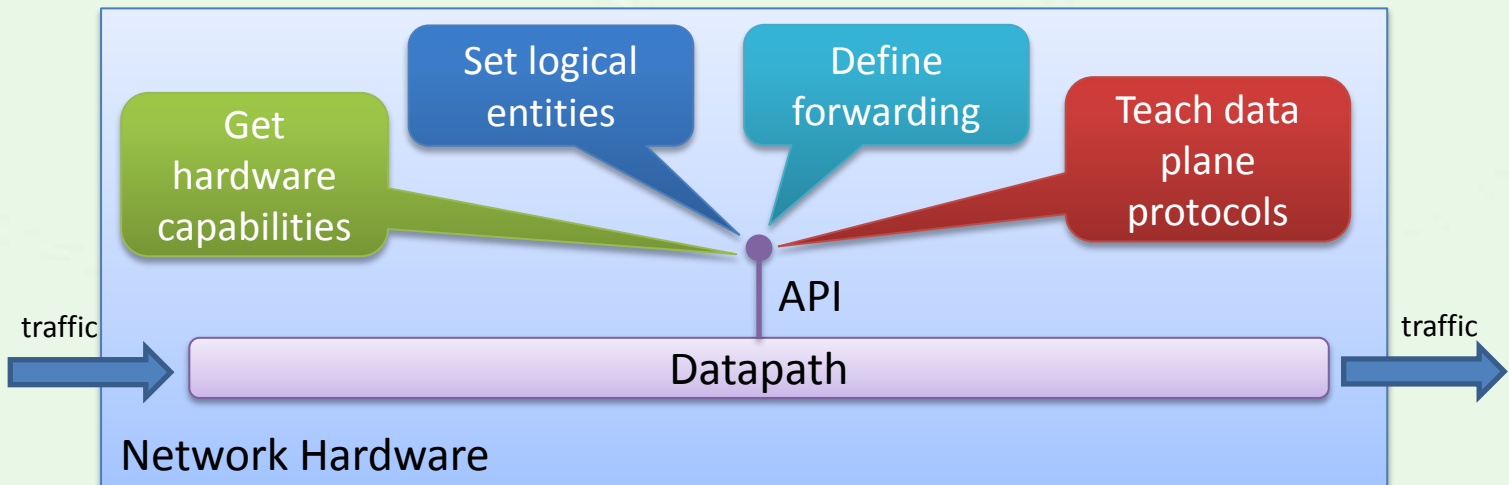 Get
hardware
capabilities
Set logical
entities
Define
forwarding
Teach data
plane
protocols
API
traffic
Datapath
traffic
Network Hardware